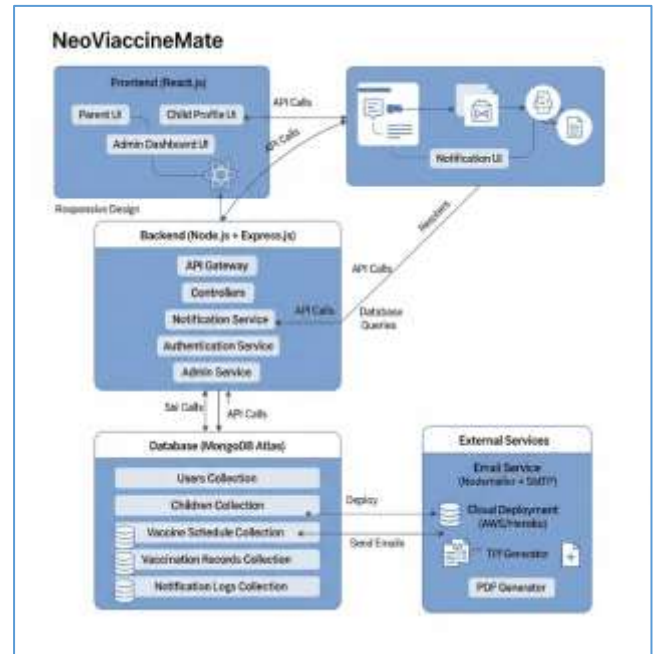 NeoViaccineMate
Frontend (React.js)
Parent UI
Child Profile UI
Admin Dashboard UI
API Calls
API Calls
Notification UI
Responsive Design
Backend (Node.js + Express.js)
API Gateway
Controllers
Notification Service
Authentication Service
Admin Service
API Calls
API Calls
Database
Queries
Calls
API Calls
Database (MongoDB Atlas)
Users Collection
Children Collection
Vaccine Schedule Collection
Vaccination Records Collection
Notification Logs Collection
Deploy
Send Emails
External Services
Email Service
(Nodemailer + SMTP)
Cloud Deployment
(AWS/Heroku)
Generator
PDF Generator